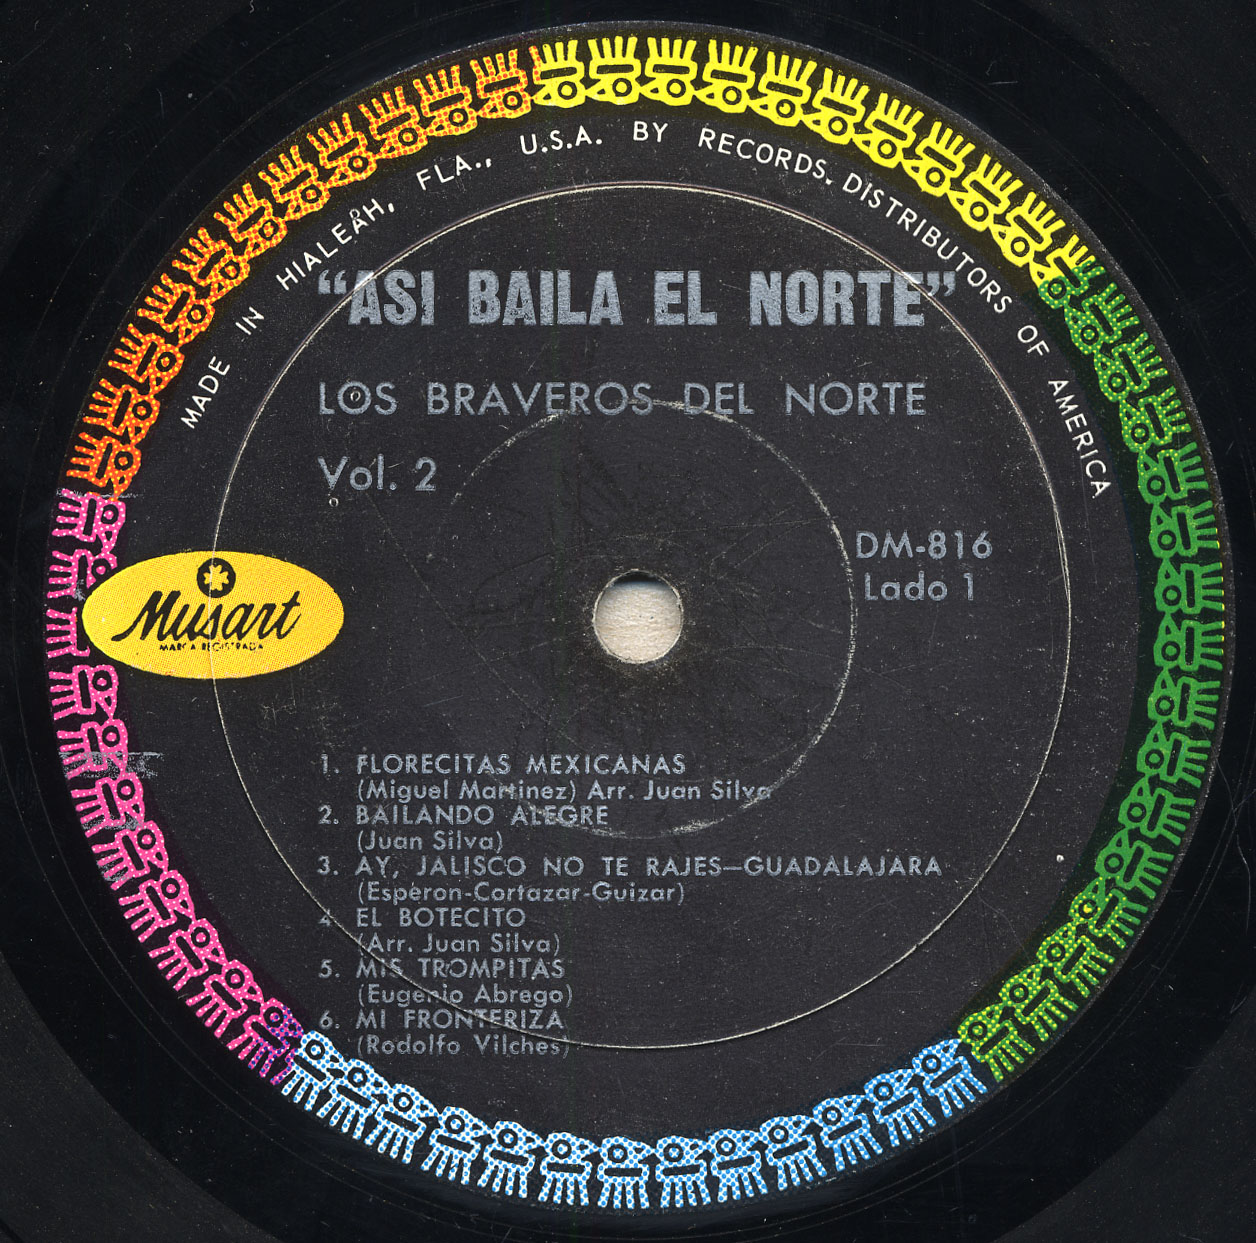 MADE IN HIALEAH, FLA., U.S.A. BY RECORDS. DISTRIBUTORS OF AMERICA
"ASI BAILA EL NORTE"
LOS BRAVEROS DEL NORTE
Vol. 2
DM-816
Lado 1
Musart
MARCA REGISTRADA
1. FLORECITAS MEXICANAS
(Miguel Martinez) Arr. Juan Silva
2. BAILANDO ALEGRE
(Juan Silva)
3. AY, JALISCO NO TE RAJES—GUADALAJARA
(Esperon-Cortazar-Guizar)
4. EL BOTECITO
(Arr. Juan Silva)
5. MIS TROMPITAS
(Eugenio Abrego)
6. MI FRONTERIZA
(Rodolfo Vilches)